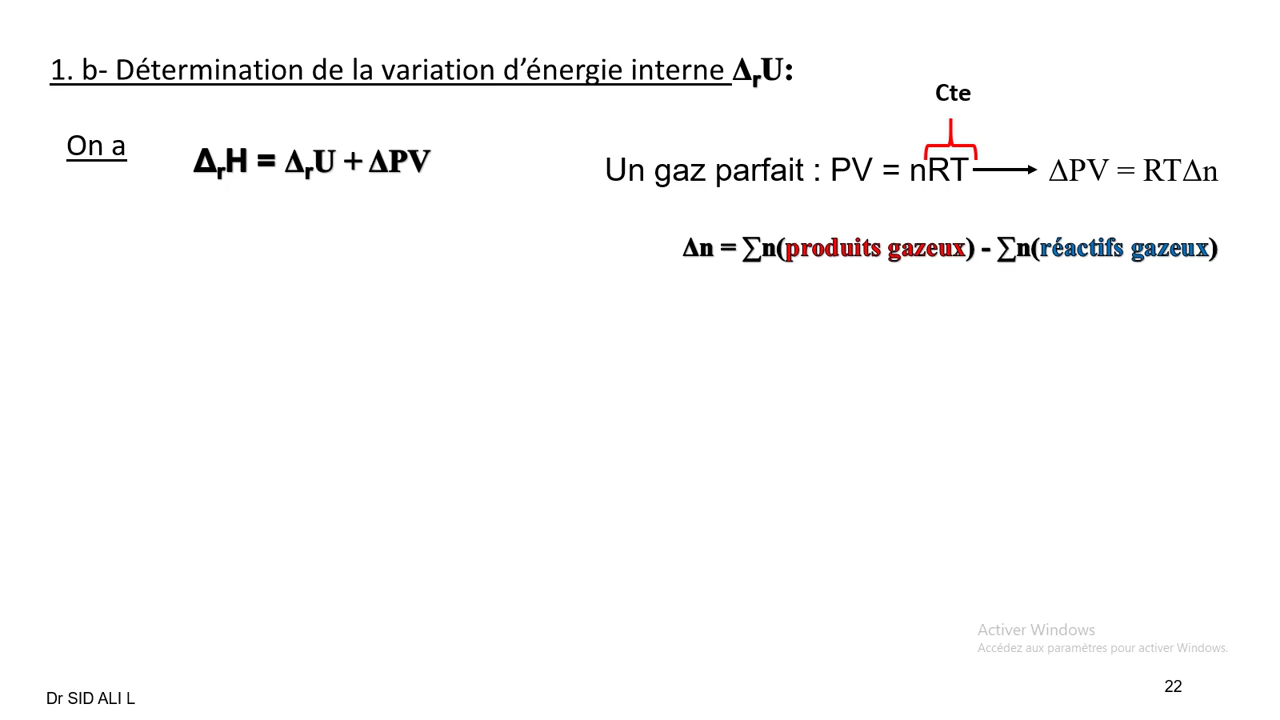 1. b- Détermination de la variation d’énergie interne ΔrU:
Cte
On a
ΔrH = ΔrU + ΔPV
Un gaz parfait : PV = nRT ⟶ ΔPV = RTΔn
Δn = ∑n(produits gazeux) - ∑n(réactifs gazeux)
Activer Windows
Accédez aux paramètres pour activer Windows.
22
Dr SID ALI L